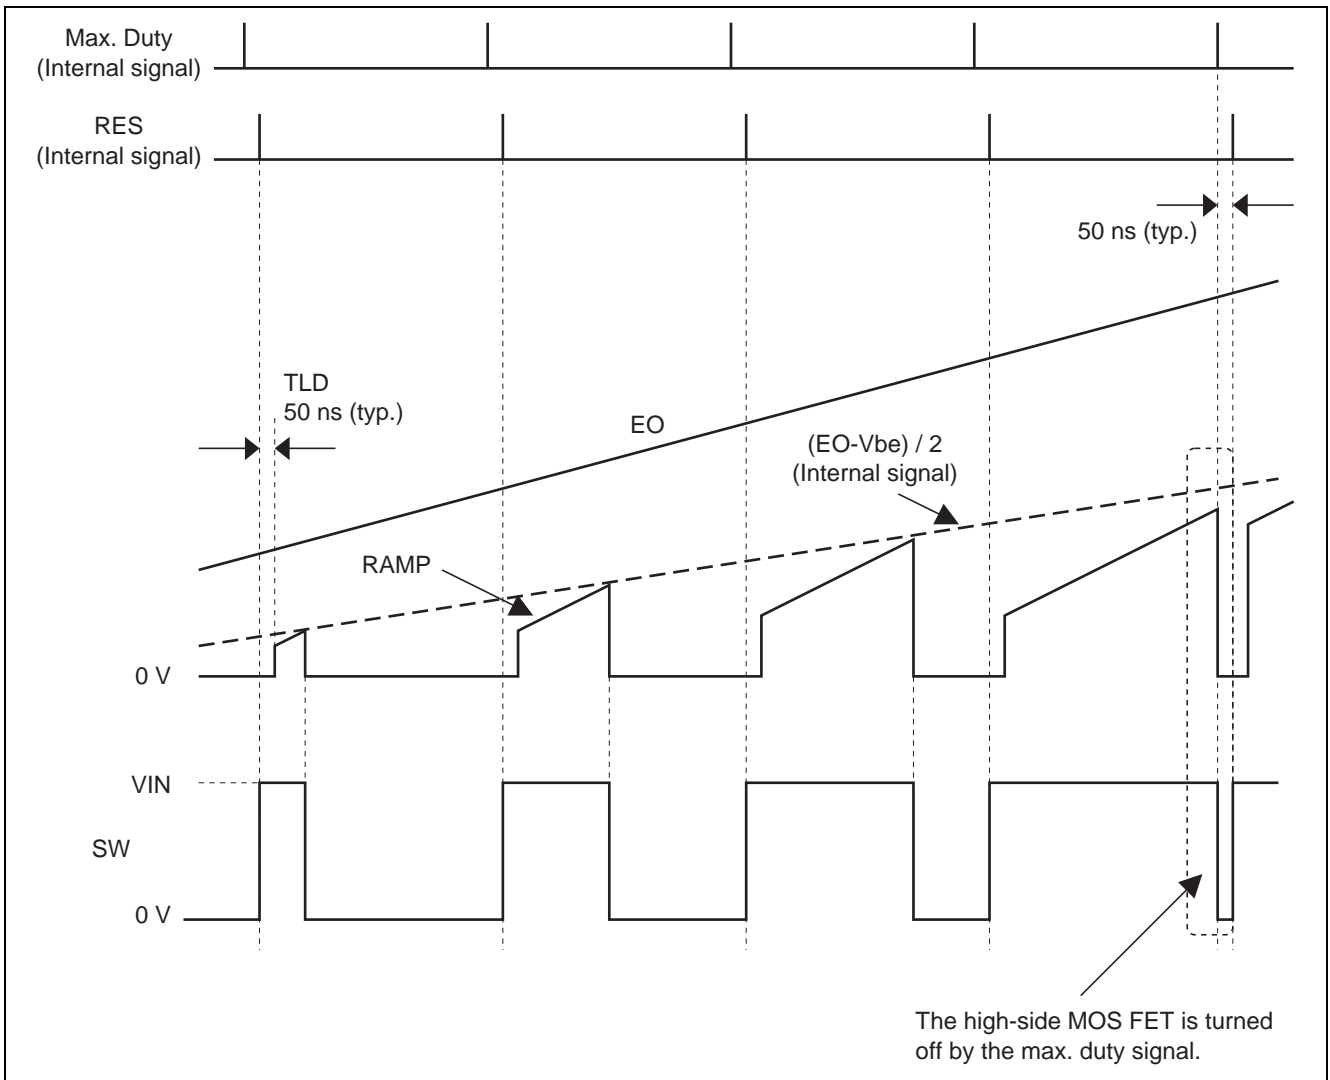 Max. Duty
(Internal signal)
RES
(Internal signal)
50 ns (typ.)
TLD
50 ns (typ.)
EO
(EO-Vbe) / 2
(Internal signal)
RAMP
0 V
VIN
SW
0 V
The high-side MOS FET is turned
off by the max. duty signal.